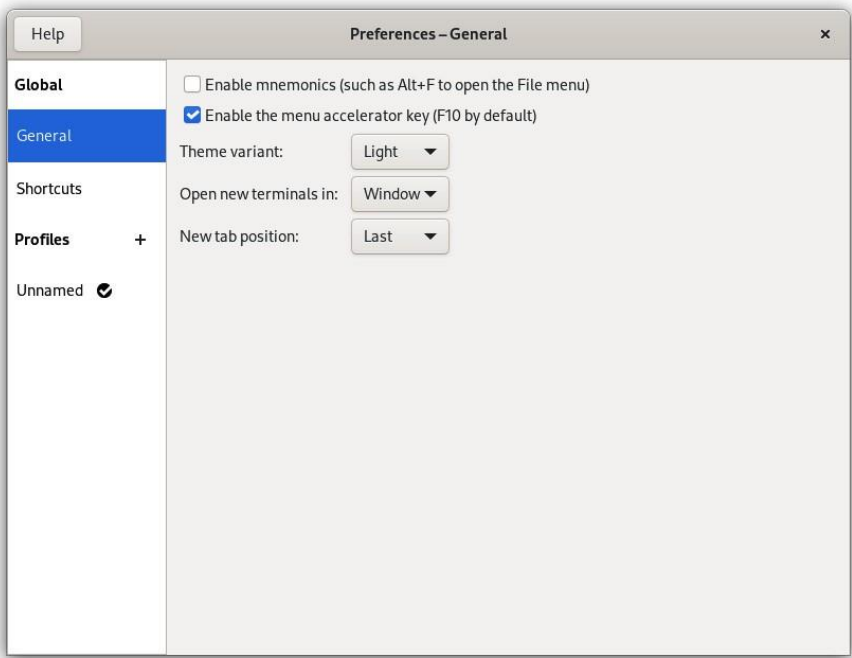 Help
Preferences – General
Global
General
Shortcuts
Profiles
Unnamed
Enable mnemonics (such as Alt+F to open the File menu)
Enable the menu accelerator key (F10 by default)
Theme variant: Light
Open new terminals in: Window
New tab position: Last